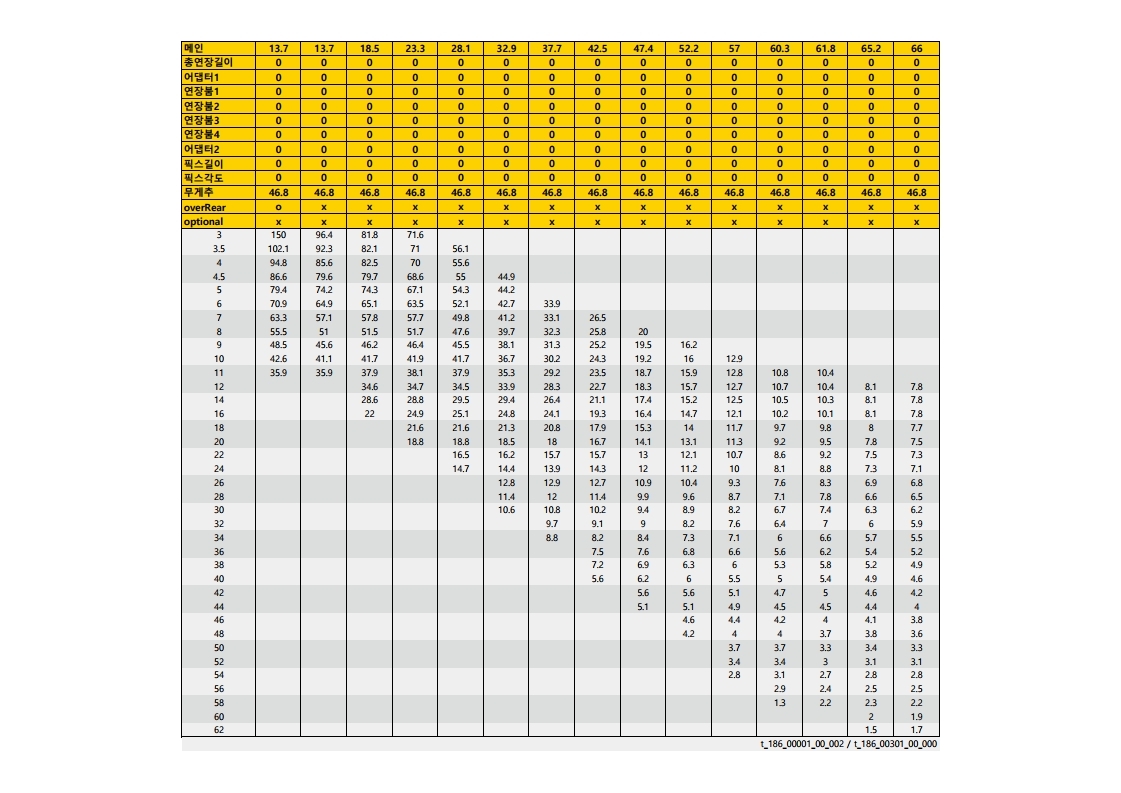 메인 13.7 13.7 18.5 23.3 28.1 32.9 37.7 42.5 47.4 52.2 57 60.3 61.8 65.2 66
총연장길이 0 0 0 0 0 0 0 0 0 0 0 0 0 0 0
어댑터1 0 0 0 0 0 0 0 0 0 0 0 0 0 0 0
연장붐1 0 0 0 0 0 0 0 0 0 0 0 0 0 0 0
연장붐2 0 0 0 0 0 0 0 0 0 0 0 0 0 0 0
연장붐3 0 0 0 0 0 0 0 0 0 0 0 0 0 0 0
연장붐4 0 0 0 0 0 0 0 0 0 0 0 0 0 0 0
어댑터2 0 0 0 0 0 0 0 0 0 0 0 0 0 0 0
픽스길이 0 0 0 0 0 0 0 0 0 0 0 0 0 0 0
픽스각도 0 0 0 0 0 0 0 0 0 0 0 0 0 0 0
무게추 46.8 46.8 46.8 46.8 46.8 46.8 46.8 46.8 46.8 46.8 46.8 46.8 46.8 46.8 46.8
overRear o x x x x x x x x x x x x x x
optional x x x x x x x x x x x x x x x
3 150 96.4 81.8 71.6
3.5 102.1 92.3 82.1 71 56.1
4 94.8 85.6 82.5 70 55.6
4.5 86.6 79.6 79.7 68.6 55 44.9
5 79.4 74.2 74.3 67.1 54.3 44.2
6 70.9 64.9 65.1 63.5 52.1 42.7 33.9
7 63.3 57.1 57.8 57.7 49.8 41.2 33.1 26.5
8 55.5 51 51.5 51.7 47.6 39.7 32.3 25.8 20
9 48.5 45.6 46.2 46.4 45.5 38.1 31.3 25.2 19.5 16.2
10 42.6 41.1 41.7 41.9 41.7 36.7 30.2 24.3 19.2 16 12.9
11 35.9 35.9 37.9 38.1 37.9 35.3 29.2 23.5 18.7 15.9 12.8 10.8 10.4
12 34.6 34.7 34.5 33.9 28.3 22.7 18.3 15.7 12.7 10.7 10.4 8.1 7.8
14 28.6 28.8 29.5 29.4 26.4 21.1 17.4 15.2 12.5 10.5 10.3 8.1 7.8
16 22 24.9 25.1 24.8 24.1 19.3 16.4 14.7 12.1 10.2 10.1 8.1 7.8
18 21.6 21.6 21.3 20.8 17.9 15.3 14 11.7 9.7 9.8 8 7.7
20 18.8 18.8 18.5 18 16.7 14.1 13.1 11.3 9.2 9.5 7.8 7.5
22 16.5 16.2 15.7 15.7 13 12.1 10.7 8.6 9.2 7.5 7.3
24 14.7 14.4 13.9 14.3 12 11.2 10 8.1 8.8 7.3 7.1
26 12.8 12.9 12.7 10.9 10.4 9.3 7.6 8.3 6.9 6.8
28 11.4 12 11.4 9.9 9.6 8.7 7.1 7.8 6.6 6.5
30 10.6 10.8 10.2 9.4 8.9 8.2 6.7 7.4 6.3 6.2
32 9.7 9.1 9 8.2 7.6 6.4 7 6 5.9
34 8.8 8.2 8.4 7.3 7.1 6 6.6 5.7 5.5
36 7.5 7.6 6.8 6.6 5.6 6.2 5.4 5.2
38 7.2 6.9 6.3 6 5.3 5.8 5.2 4.9
40 5.6 6.2 6 5.5 5 5.4 4.9 4.6
42 5.6 5.6 5.1 4.7 5 4.6 4.2
44 5.1 5.1 4.9 4.5 4.5 4.4 4
46 4.6 4.4 4.2 4 4.1 3.8
48 4.2 4 4 3.7 3.8 3.6
50 3.7 3.7 3.3 3.4 3.3
52 3.4 3.4 3 3.1 3.1
54 2.8 3.1 2.7 2.8 2.8
56 2.9 2.4 2.5 2.5
58 1.3 2.2 2.3 2.2
60 2 1.9
62 1.5 1.7
t_186_00001_00_002 / t_186_00301_00_000